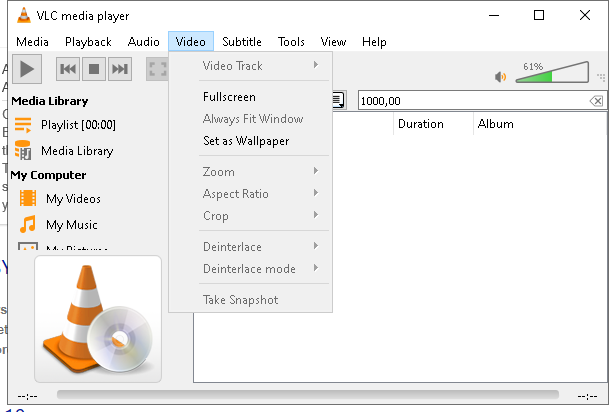 VLC media player
Media Playback Audio Video Subtitle Tools View Help
61%
Media Library
Playlist [00:00]
Media Library
My Computer
My Videos
My Music
My Pictures
Video Track
Fullscreen
Always Fit Window
Set as Wallpaper
Zoom
Aspect Ratio
Crop
Deinterlace
Deinterlace mode
Take Snapshot
1000,00
Duration Album
--:-- --:--